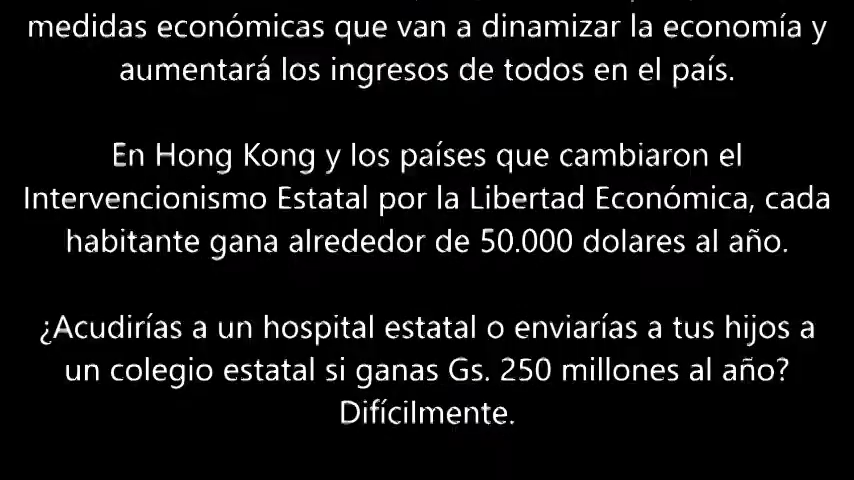 medidas económicas que van a dinamizar la economía y
aumentará los ingresos de todos en el país.
En Hong Kong y los países que cambiaron el
Intervencionismo Estatal por la Libertad Económica, cada
habitante gana alrededor de 50.000 dolares al año.
¿Acudirías a un hospital estatal o enviarías a tus hijos a
un colegio estatal si ganas Gs. 250 millones al año?
Difícilmente.